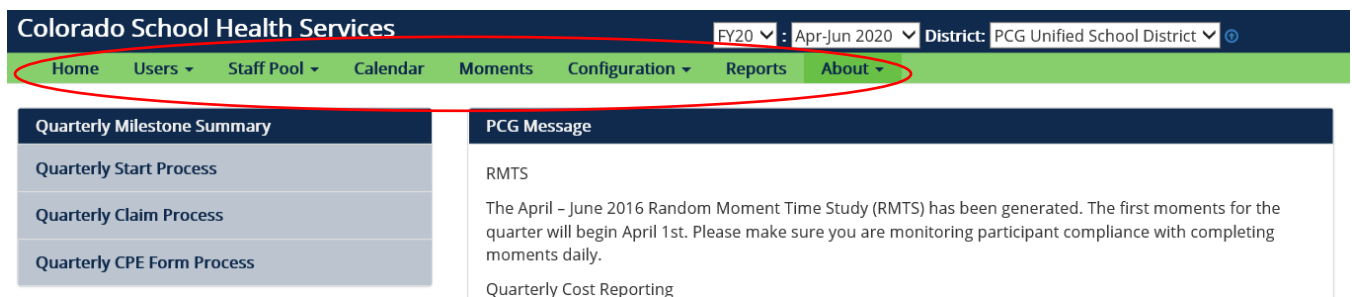 Colorado School Health Services
FY20 : Apr-Jun 2020 District: PCG Unified School District
Home Users Staff Pool Calendar Moments Configuration Reports About
Quarterly Milestone Summary
Quarterly Start Process
Quarterly Claim Process
Quarterly CPE Form Process
PCG Message
RMTS
The April – June 2016 Random Moment Time Study (RMTS) has been generated. The first moments for the
quarter will begin April 1st. Please make sure you are monitoring participant compliance with completing
moments daily.
Quarterly Cost Reporting